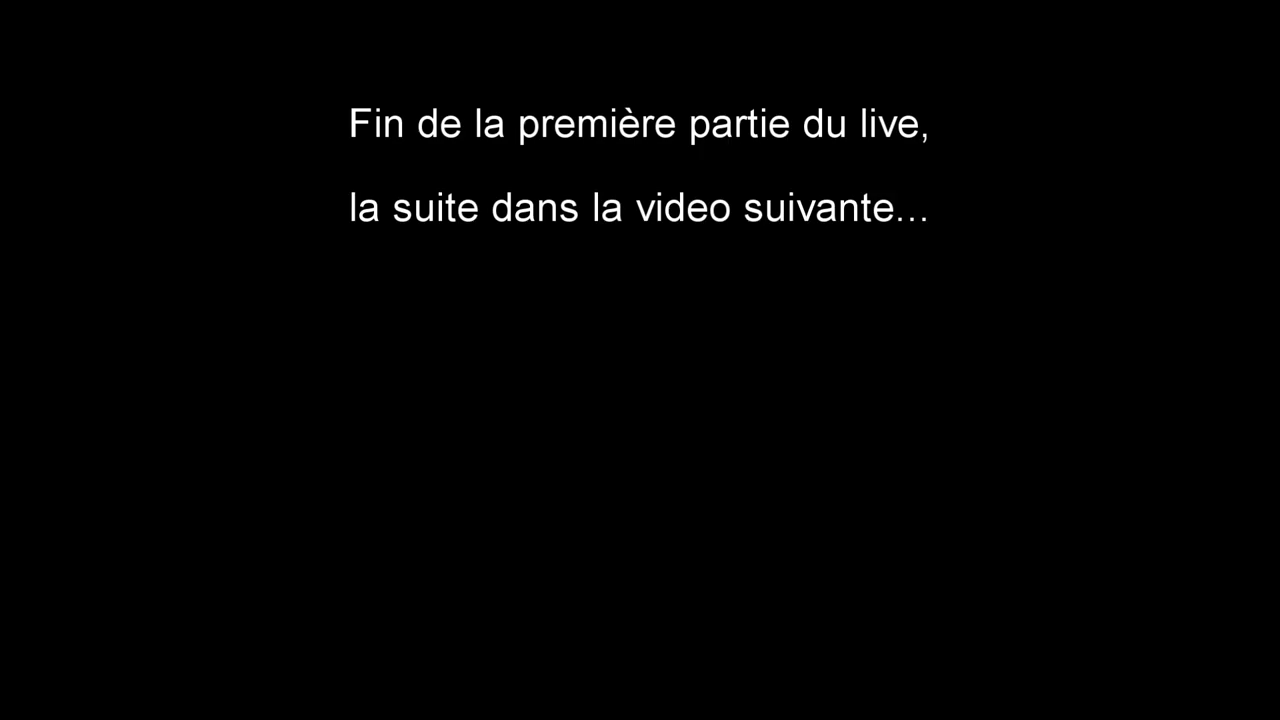 Fin de la première partie du live,
la suite dans la video suivante...